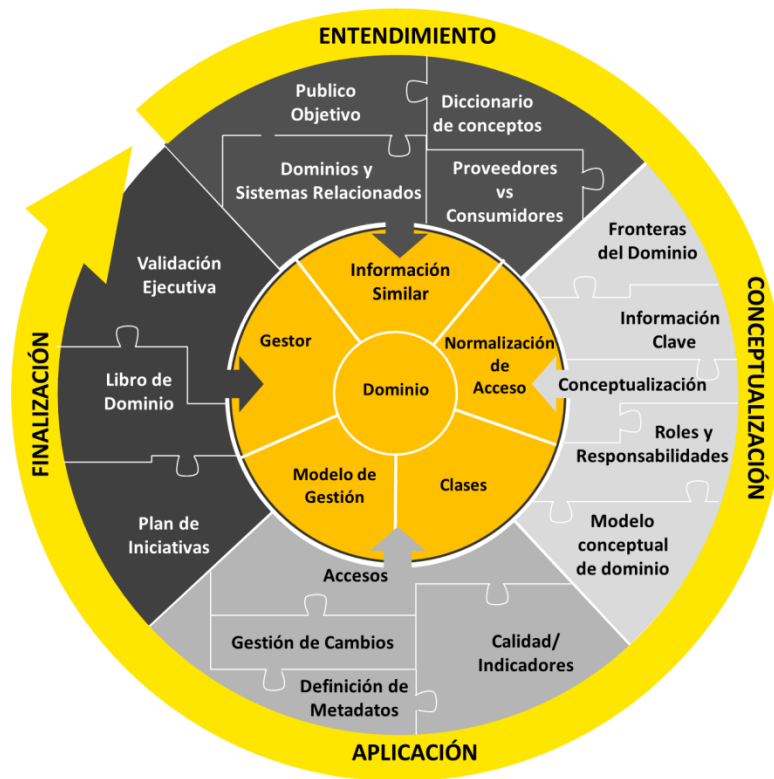 ENTENDIMIENTO
Publico
Objetivo
Diccionario
de conceptos
Dominios y
Sistemas Relacionados
Proveedores
vs
Consumidores
CONCEPTUALIZACIÓN
Fronteras
del Dominio
Información
Clave
Conceptualización
Roles y
Responsabilidades
Modelo
conceptual
de dominio
APLICACIÓN
Accesos
Gestión de Cambios
Definición de
Metadatos
Calidad/
Indicadores
FINALIZACIÓN
Validación
Ejecutiva
Libro de
Dominio
Plan de
Iniciativas
Información
Similar
Normalización
de
Acceso
Clases
Modelo de
Gestión
Gestor
Dominio